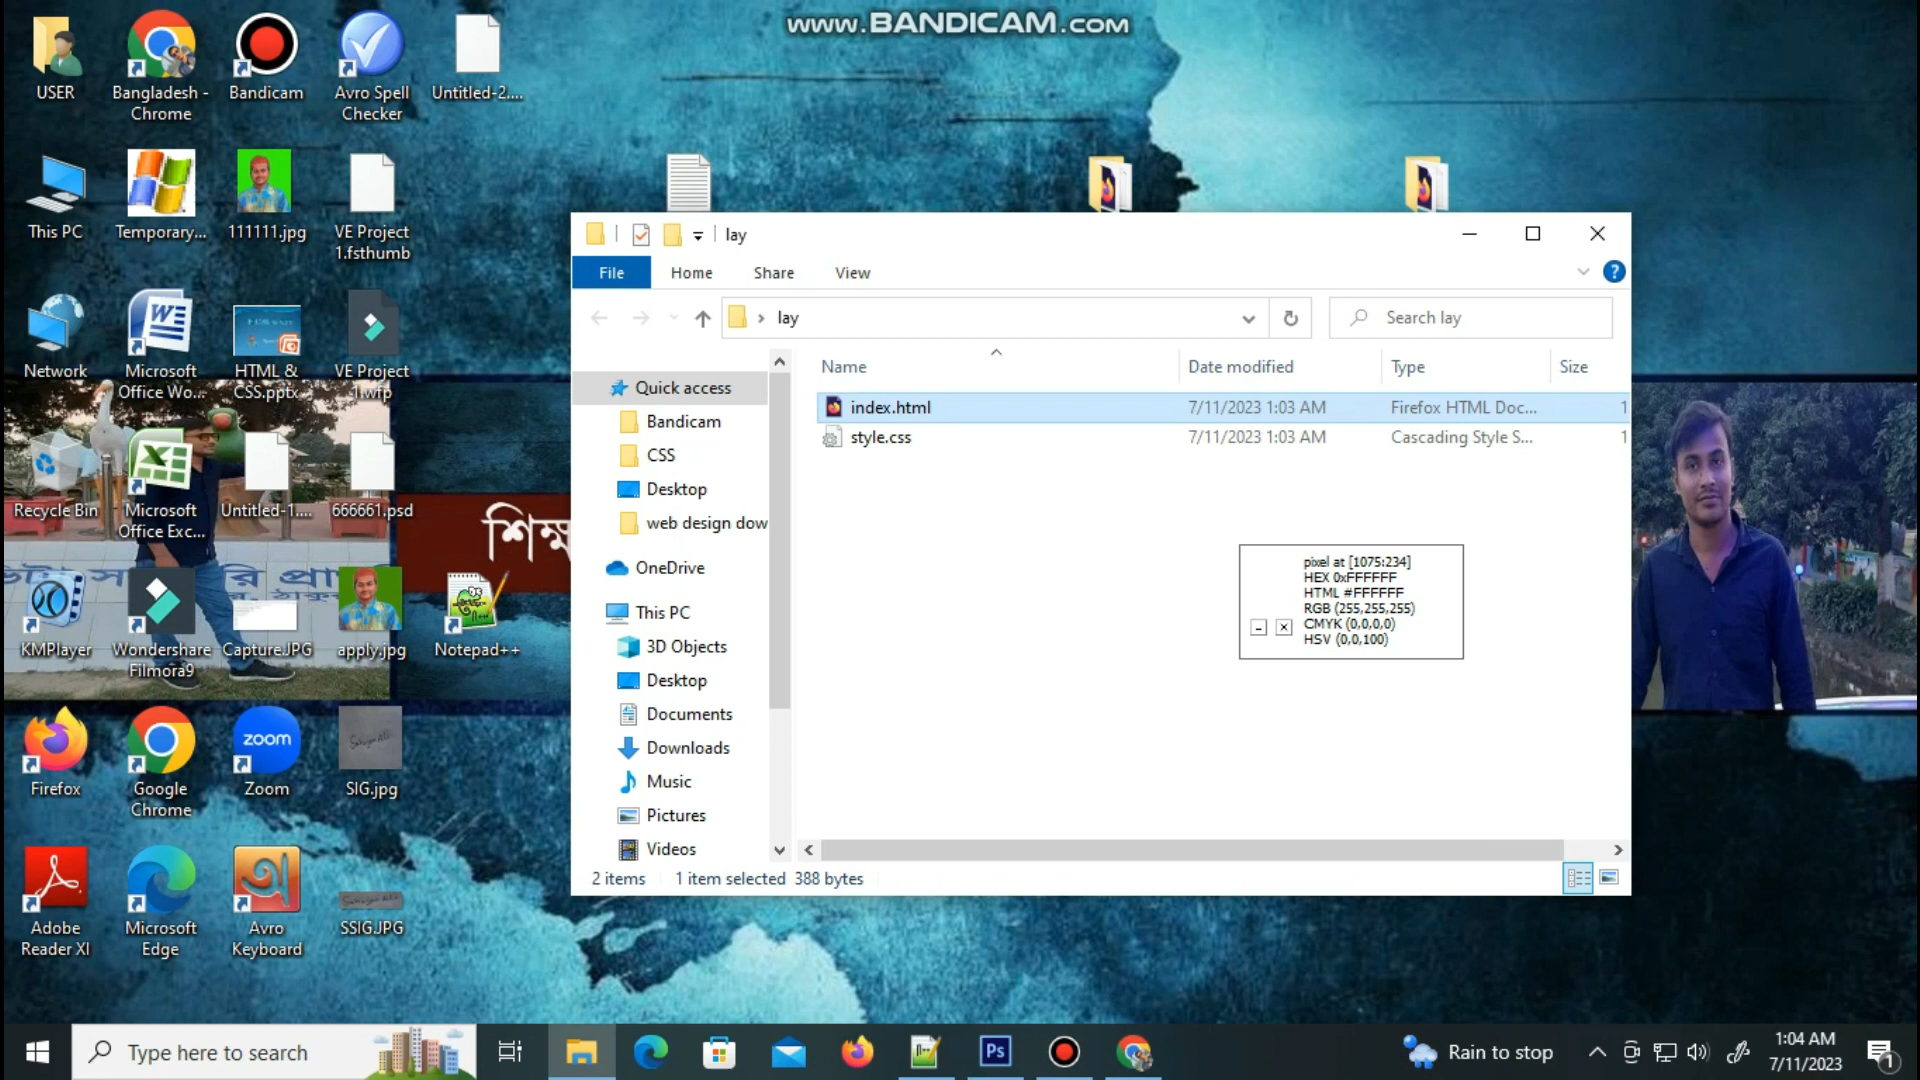 www.BANDICAM.com
USER
Bangladesh -
Chrome
Bandicam
Avro Spell
Checker
Untitled-2....
This PC
Temporary...
111111.jpg
VE Project
1.fsthumb
Network
Microsoft
Office Wo...
HTML &
CSS.pptx
VE Project
1.wfp
Recycle Bin
Microsoft
Office Exc...
Untitled-1....
666661.psd
KMPlayer
Wondershare
Filmora9
Capture.JPG
apply.jpg
Notepad++
Firefox
Google
Chrome
zoom
Zoom
SIG.jpg
Adobe
Reader XI
Microsoft
Edge
Avro
Keyboard
SSIG.JPG
lay
File
Home
Share
View
lay
Search lay
Name
Date modified
Type
Size
Quick access
Bandicam
CSS
Desktop
web design dow
OneDrive
This PC
3D Objects
Desktop
Documents
Downloads
Music
Pictures
Videos
index.html
7/11/2023 1:03 AM
Firefox HTML Doc...
1
style.css
7/11/2023 1:03 AM
Cascading Style S...
1
pixel at [1075:234]
HEX 0xFFFFFF
HTML #FFFFFF
RGB (255,255,255)
CMYK (0,0,0,0)
HSV (0,0,100)
2 items
1 item selected
388 bytes
Type here to search
Ps
Rain to stop
1:04 AM
7/11/2023
1